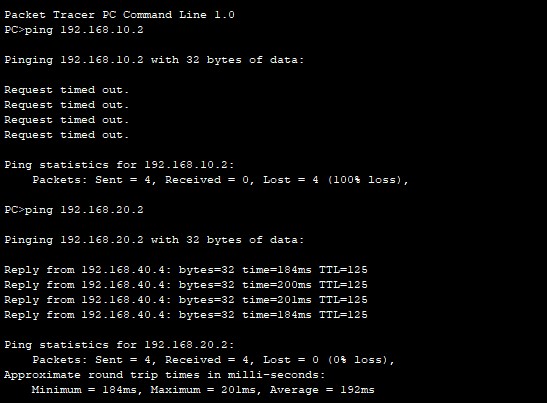 Packet Tracer PC Command Line 1.0
PC>ping 192.168.10.2
Pinging 192.168.10.2 with 32 bytes of data:
Request timed out.
Request timed out.
Request timed out.
Request timed out.
Ping statistics for 192.168.10.2:
Packets: Sent = 4, Received = 0, Lost = 4 (100% loss),
PC>ping 192.168.20.2
Pinging 192.168.20.2 with 32 bytes of data:
Reply from 192.168.40.4: bytes=32 time=184ms TTL=125
Reply from 192.168.40.4: bytes=32 time=200ms TTL=125
Reply from 192.168.40.4: bytes=32 time=201ms TTL=125
Reply from 192.168.40.4: bytes=32 time=184ms TTL=125
Ping statistics for 192.168.20.2:
Packets: Sent = 4, Received = 4, Lost = 0 (0% loss),
Approximate round trip times in milli-seconds:
Minimum = 184ms, Maximum = 201ms, Average = 192ms